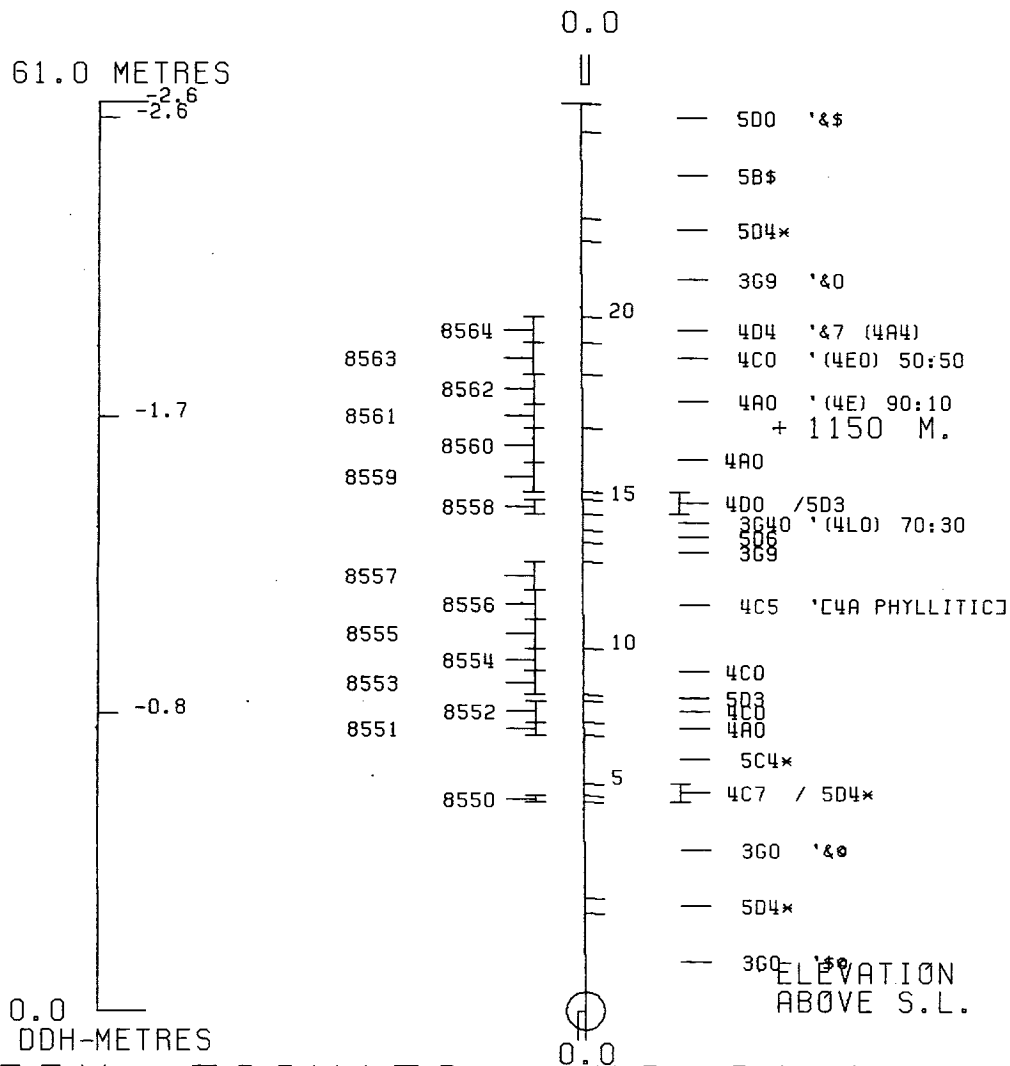 0.0
61.0 METRES
-2.6
-2.6
5D0 '&$
5B$
5D4*
3G9 '&0
20
8564
4D4 '&7 (4A4)
8563
4C0 '(4E0) 50:50
8562
4A0 '(4E) 90:10
-1.7
8561
+ 1150 M.
8560
4A0
8559
15
8558
4D0 /5D3
3G40 '(4L0) 70:30
5D6
3G9
8557
8556
4C5 '[4A PHYLLITIC]
8555
10
8554
4C0
8553
5D3
-0.8
8552
4C0
8551
4A0
5C4*
5
8550
4C7 / 5D4*
3G0 '&0
5D4*
3G0 '$0
ELEVATION
ABOVE S.L.
0.0
DDH-METRES
0.0